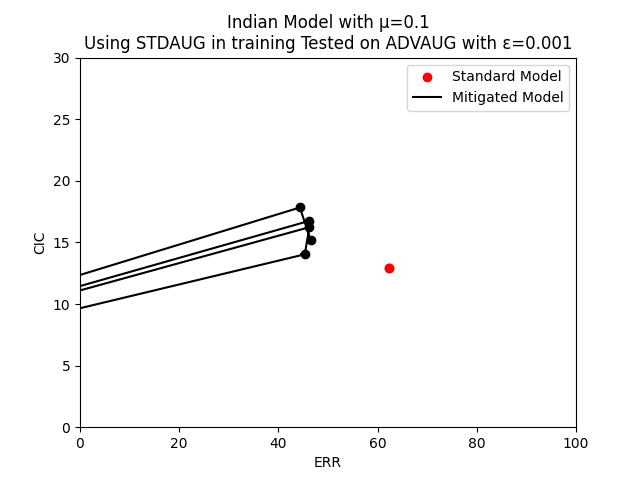 Indian Model with μ=0.1
Using STDAUG in training Tested on ADVAUG with ε=0.001
Standard Model
Mitigated Model
30
25
20
15
10
5
0
CIC
0 20 40 60 80 100
ERR